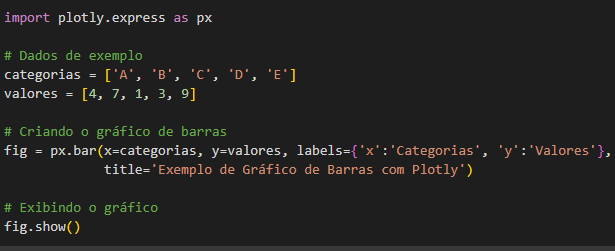 import plotly.express as px
# Dados de exemplo
categorias = ['A', 'B', 'C', 'D', 'E']
valores = [4, 7, 1, 3, 9]
# Criando o gráfico de barras
fig = px.bar(x=categorias, y=valores, labels={'x':'Categorias', 'y':'Valores'},
title='Exemplo de Gráfico de Barras com Plotly')
# Exibindo o gráfico
fig.show()